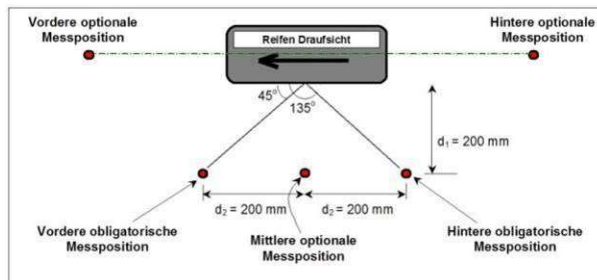 Vordere optionale
Messposition
Reifen Draufsicht
Hintere optionale
Messposition
45°
135°
d₁ = 200 mm
d₂ = 200 mm
d₂ = 200 mm
Vordere obligatorische
Messposition
Mittlere optionale
Messposition
Hintere obligatorische
Messposition